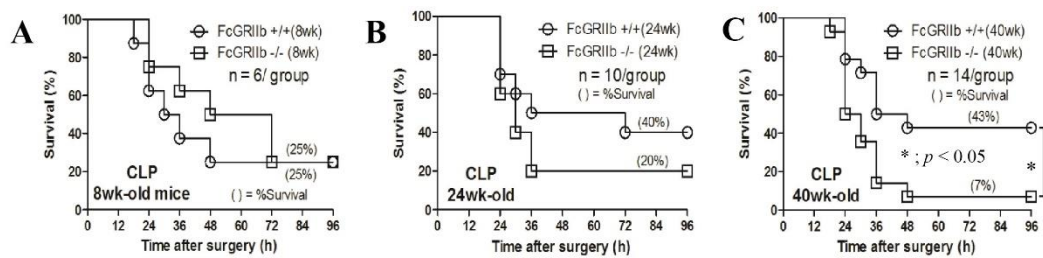 A
Survival (%)
100
80
60
40
20
0
FcGRIIb +/+(8wk)
FcGRIIb -/- (8wk)
n = 6/ group
(25%)
(25%)
CLP
8wk-old mice
( ) = %Survival
0 12 24 36 48 60 72 84 96
Time after surgery (h)
B
Survival (%)
100
80
60
40
20
0
FcGRIIb +/+ (24wk)
FcGRIIb -/- (24wk)
n = 10/group
( ) = %Survival
(40%)
(20%)
CLP
24wk-old
0 12 24 36 48 60 72 84 96
Time after surgery (h)
C
Survival (%)
100
80
60
40
20
0
FcGRIIb +/+(40wk)
FcGRIIb -/- (40wk)
n = 14/group
( ) = %Survival
(43%)
* ; p < 0.05
*
(7%)
CLP
40wk-old
0 12 24 36 48 60 72 84 96
Time after surgery (h)